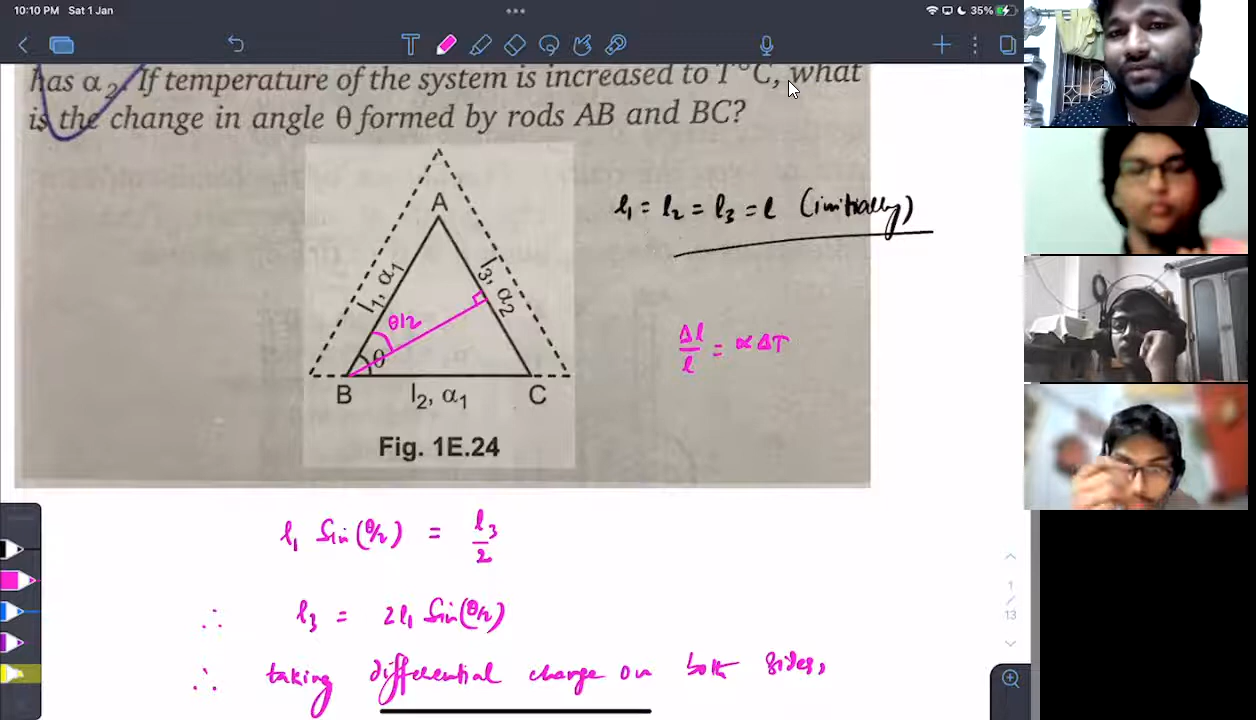 10:10 PM Sat 1 Jan
35%
has α₂. If temperature of the system is increased to T°C, what
is the change in angle θ formed by rods AB and BC?
A
l₁, α₁
l₃, α₂
θ/2
θ
B
l₂, α₁
C
Fig. 1E.24
l₁ = l₂ = l₃ = l (initially)
Δl/l = ∝ ΔT
l₁ Sin(θ/2) = l₃/2
∴ l₃ = 2l₁ Sin(θ/2)
∴ taking differential change on both sides,
1
/
13